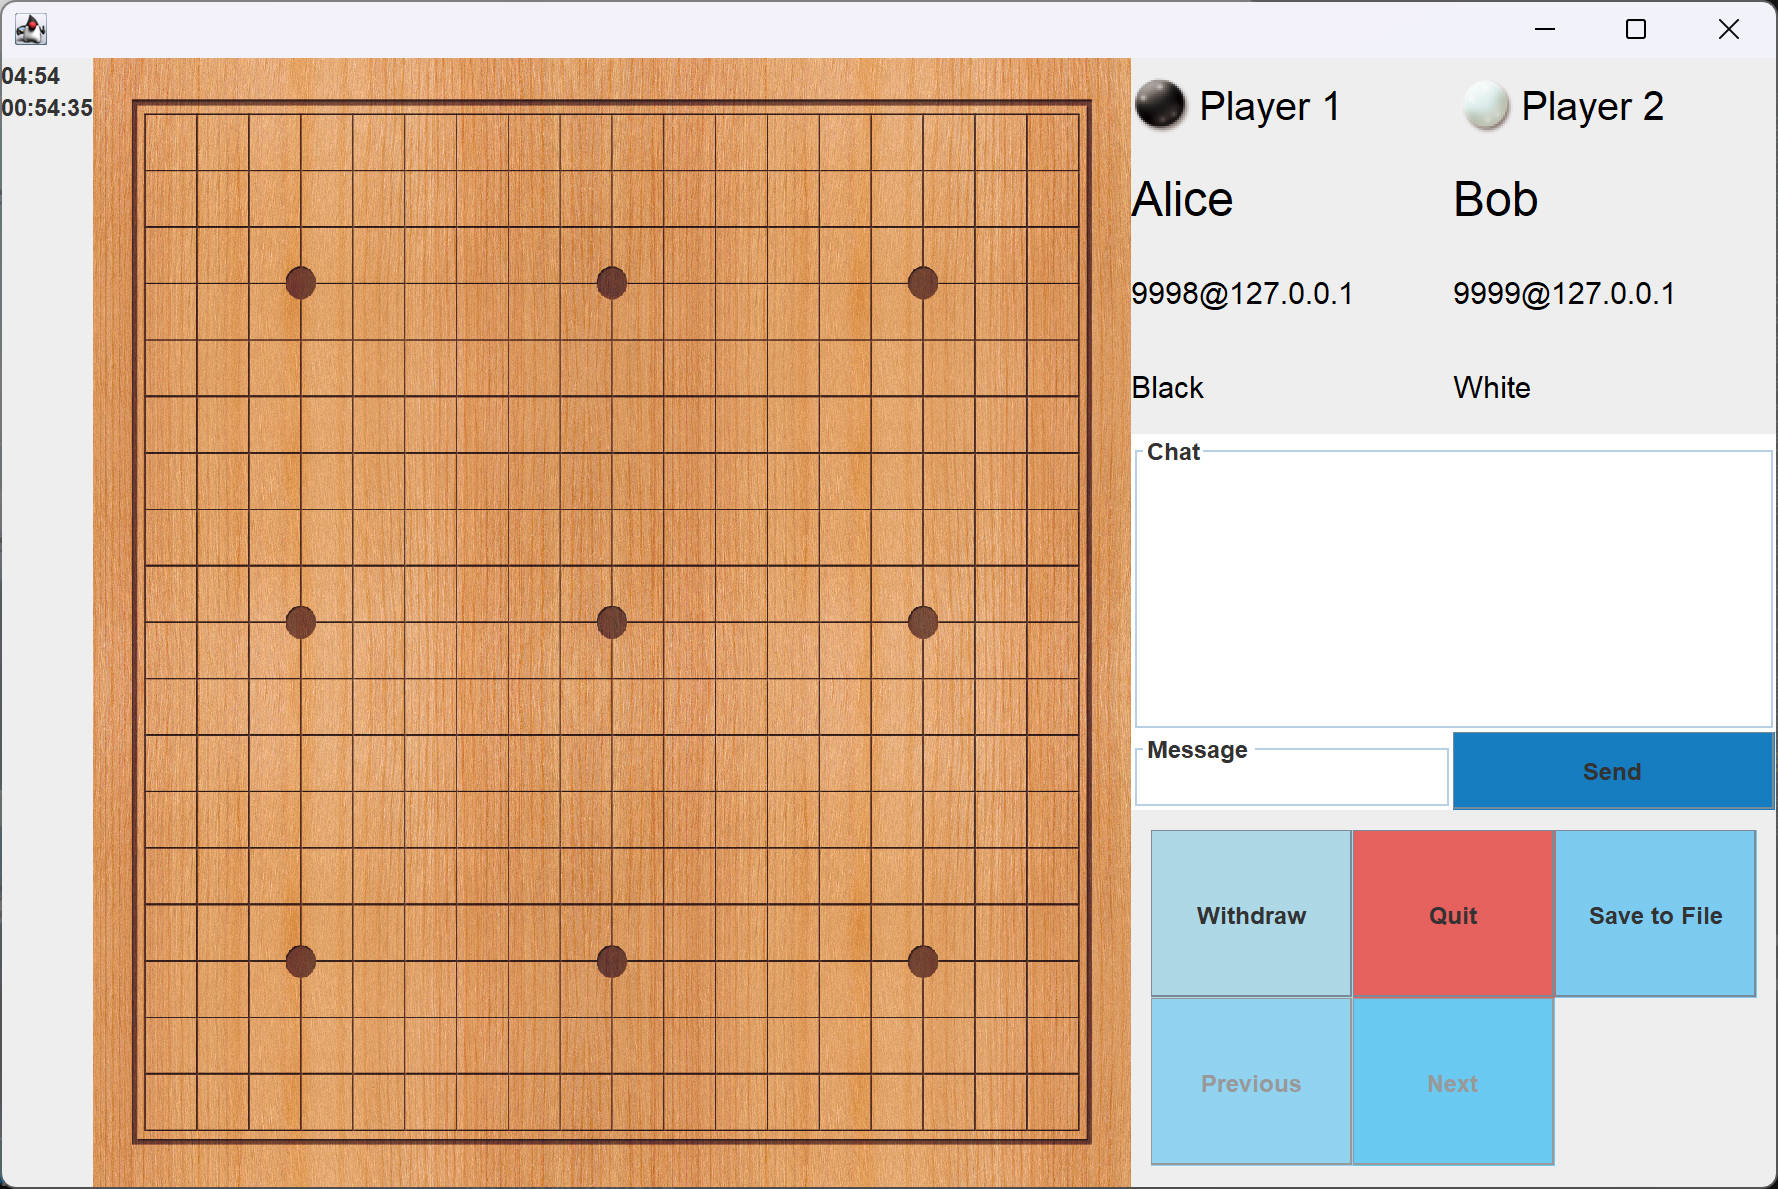 04:54
00:54:35
Player 1
Player 2
Alice
Bob
9998@127.0.0.1
9999@127.0.0.1
Black
White
Chat
Message
Send
Withdraw
Quit
Save to File
Previous
Next